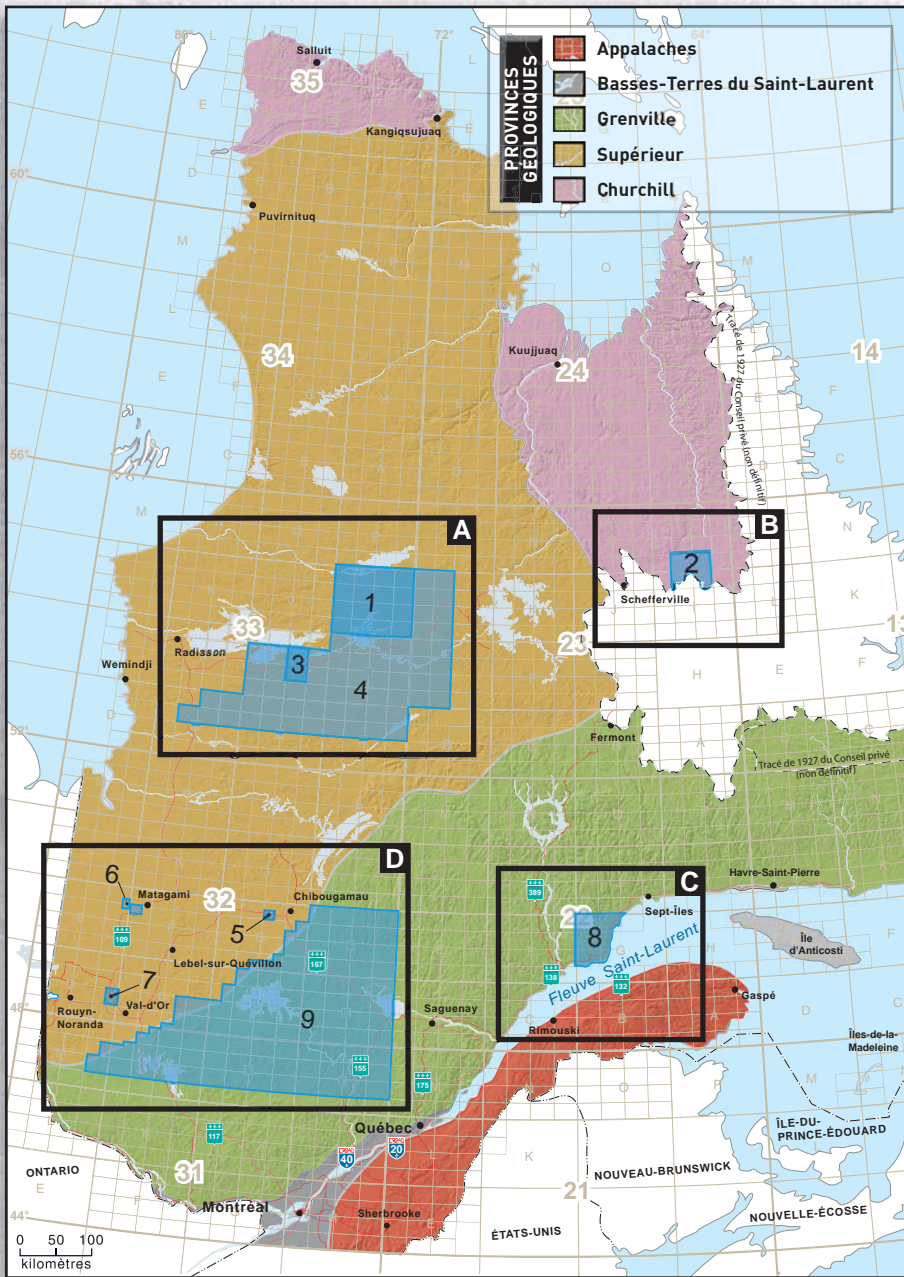 80°
72°
64°
PROVINCES
GÉOLOGIQUES
Appalaches
Basses-Terres du Saint-Laurent
Grenville
Supérieur
Churchill
Salluit
35
Kangiqsujuaq
60°
Puvirnituq
34
Kuujjuaq
24
14
Tracé de 1927 du Conseil privé (non définitif)
56°
A
B
1
2
Schefferville
33
Radisson
3
4
23
13
Wemindji
52°
Fermont
Tracé de 1927 du Conseil privé
(non définitif)
D
C
6
Matagami
32
Chibougamau
5
109
Lebel-sur-Quévillon
167
389
Havre-Saint-Pierre
Sept-Îles
22
8
Île
d'Anticosti
Fleuve Saint-Laurent
138
132
7
48°
Rouyn-
Noranda
Val-d'Or
9
Saguenay
Rimouski
Gaspé
Îles-de-la-
Madeleine
155
175
117
Québec
40
20
ÎLE-DU-
PRINCE-ÉDOUARD
ONTARIO
31
Montréal
Sherbrooke
NOUVEAU-BRUNSWICK
21
NOUVELLE-ÉCOSSE
ÉTATS-UNIS
44°
0 50 100
kilomètres